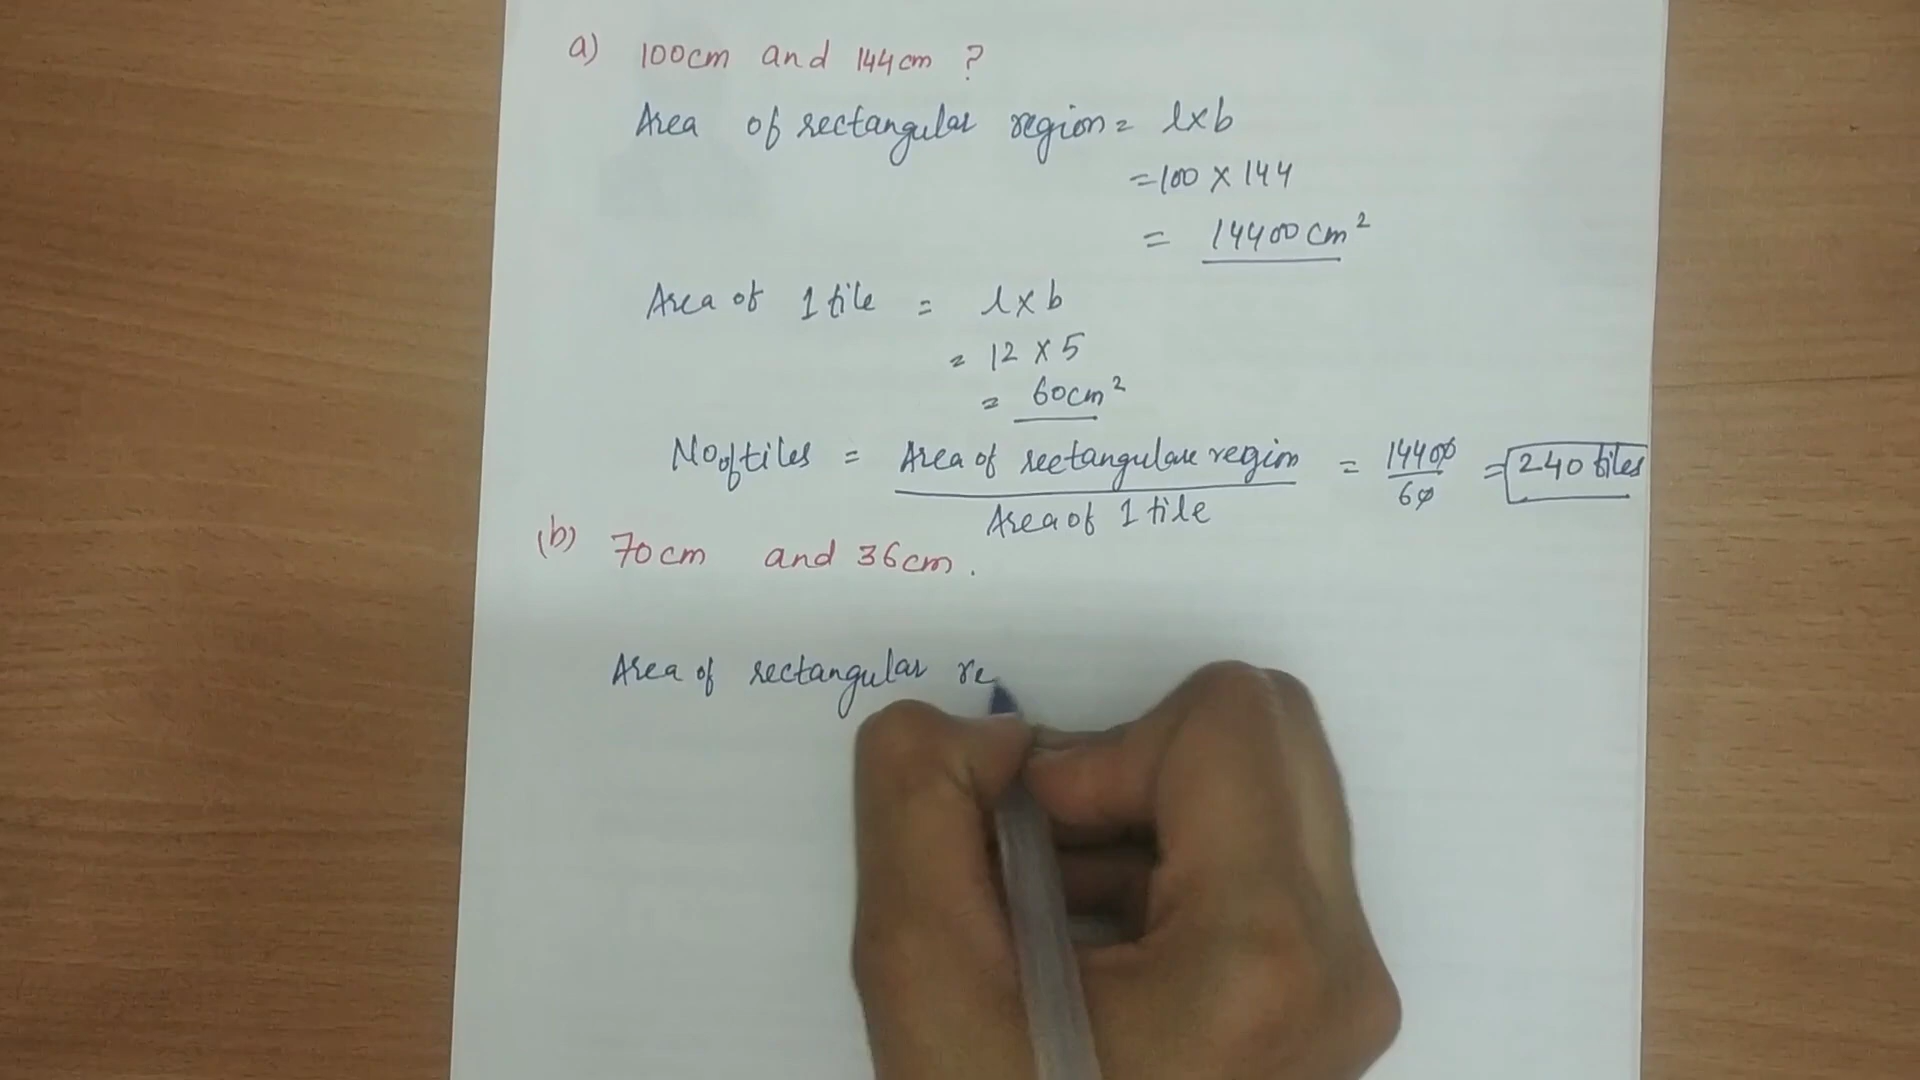 a) 100cm and 144cm ?
Area of rectangular region = l×b
=100 × 144
= 14400 cm²
Area of 1 tile = l×b
= 12 × 5
= 60cm²
No of tiles = Area of rectangulare region / Area of 1 tile = 14400/60 = 240 tiles
(b) 70cm and 36cm.
Area of rectangular re